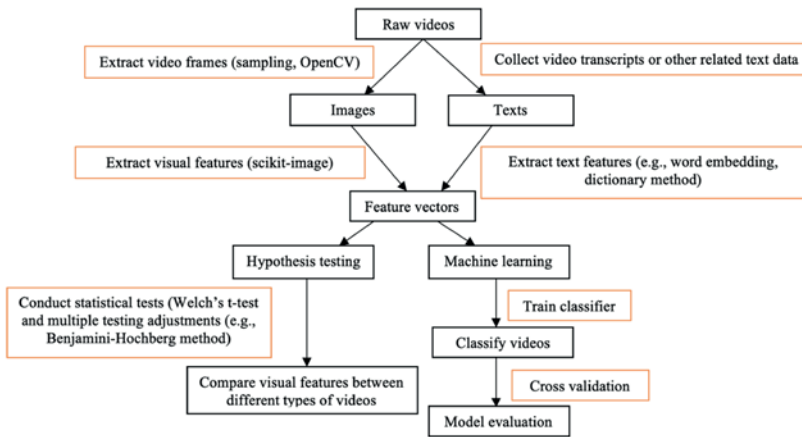 Raw videos
Extract video frames (sampling, OpenCV)
Collect video transcripts or other related text data
Images
Texts
Extract visual features (scikit-image)
Extract text features (e.g., word embedding,
dictionary method)
Feature vectors
Hypothesis testing
Machine learning
Conduct statistical tests (Welch's t-test
and multiple testing adjustments (e.g.,
Benjamini-Hochberg method)
Train classifier
Classify videos
Compare visual features between
different types of videos
Cross validation
Model evaluation